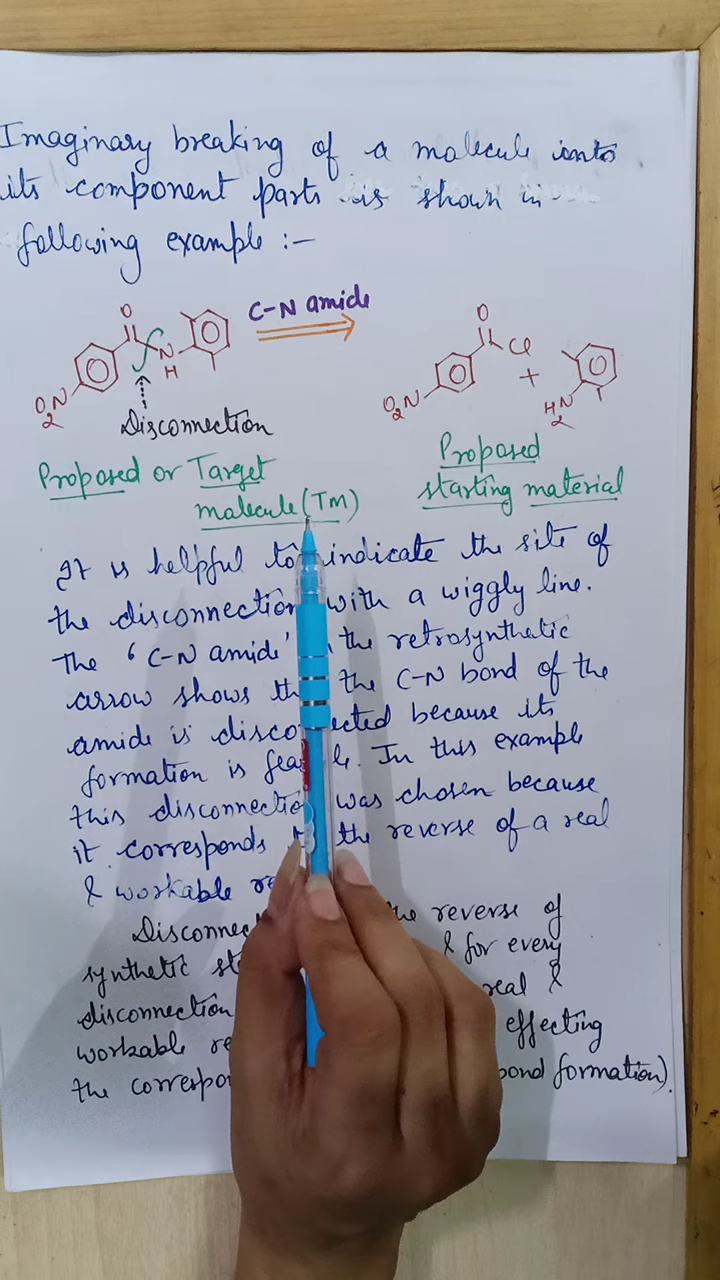 Imaginary breaking of a molecule into
its component parts is shown in
following example :-
C-N amide
O
N
H
O2N
Disconnection
Proposed or Target
molecule (TM)
O
Cl
+
O2N
H2N
Proposed
starting material
It is helpful to indicate the site of
the disconnection with a wiggly line.
The 'C-N amide' the retrosynthetic
arrow shows the C-N bond of the
amide is disconnected because its
formation is . In this example
this disconnection was chosen because
it corresponds the reverse of a real
& workable
the reverse of
synthetic & for every
disconnection real &
workable effecting
the bond formation).